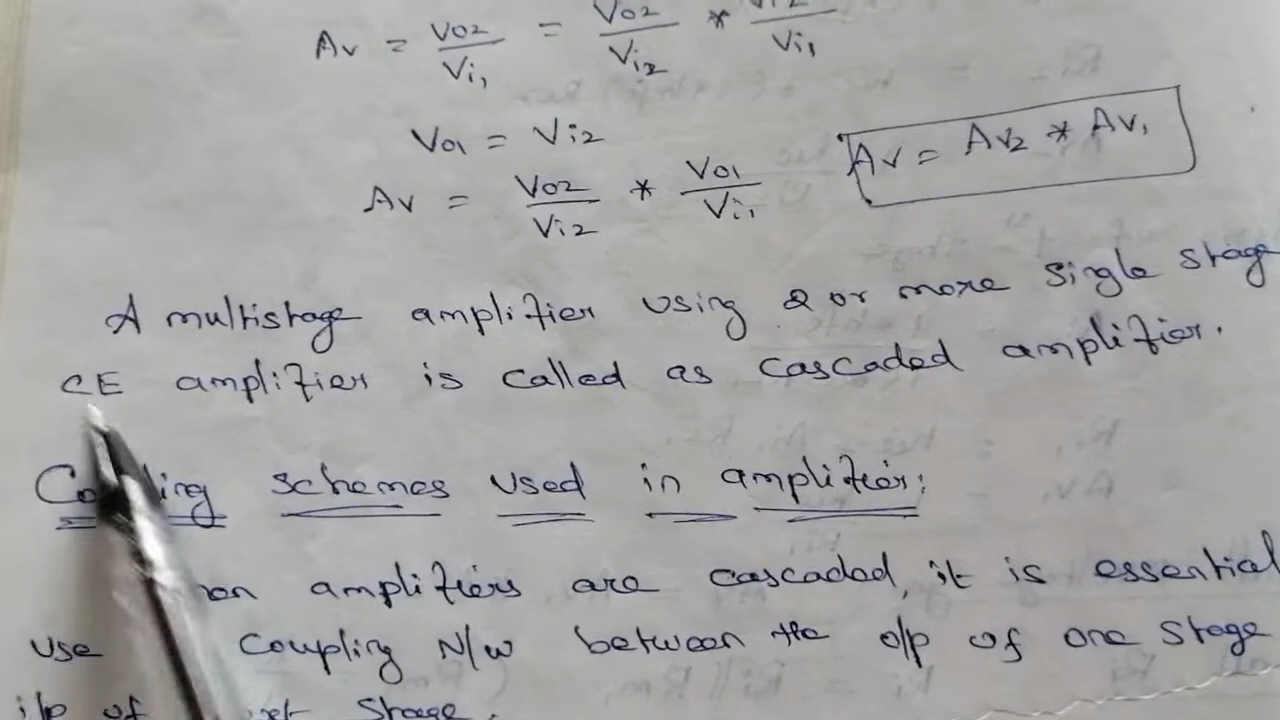 Av = Vo2/Vi1 = Vo2/Vi2 * Vi2/Vi1
Vo1 = Vi2
Av = Vo2/Vi2 * Vo1/Vi1 Av = Av2 * Av1
A multistage amplifier using 2 or more single stage
CE amplifier is called as cascaded amplifier.
schemes used in amplifier:
amplifiers are cascaded, it is essential
use coupling N/w between the o/p of one stage
i/p of stage.